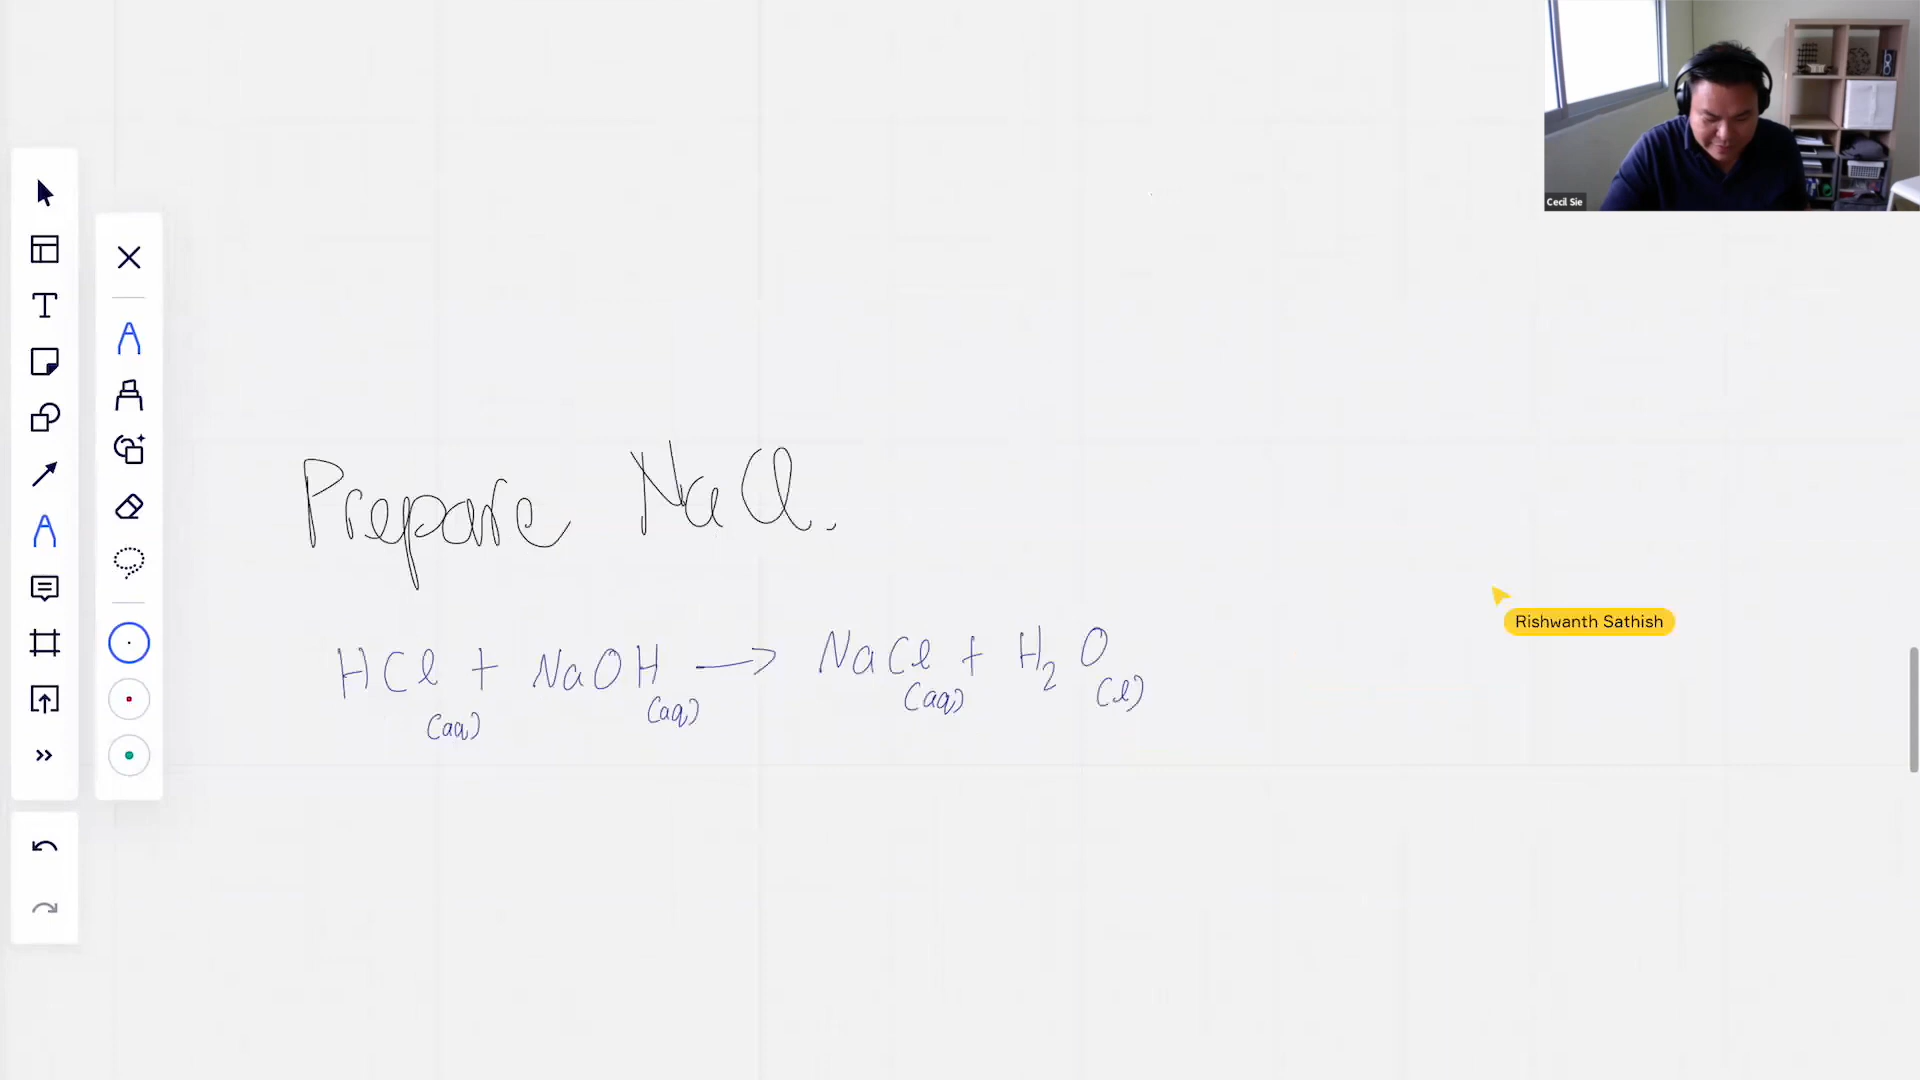 Cecil Sie
Prepare NaCl.
Rishwanth Sathish
HCl + NaOH → NaCl + H₂O
(aq) (aq) (aq) (l)